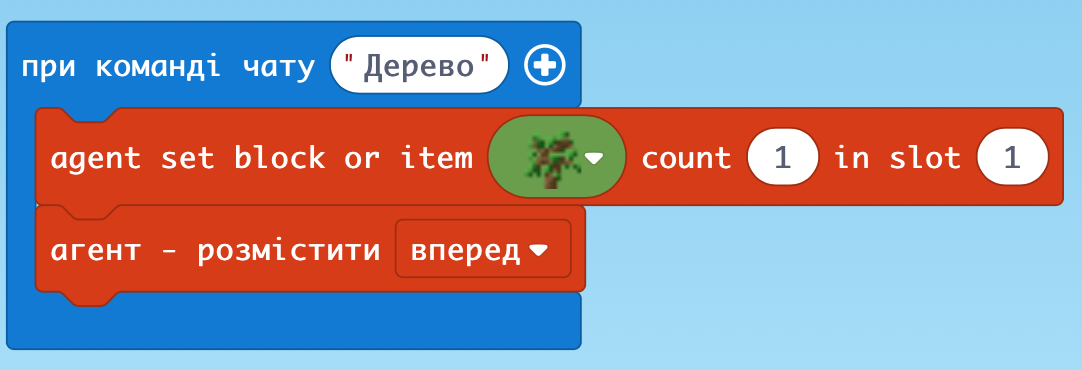 при команді чату "Дерево"
agent set block or item count 1 in slot 1
агент - розмістити вперед